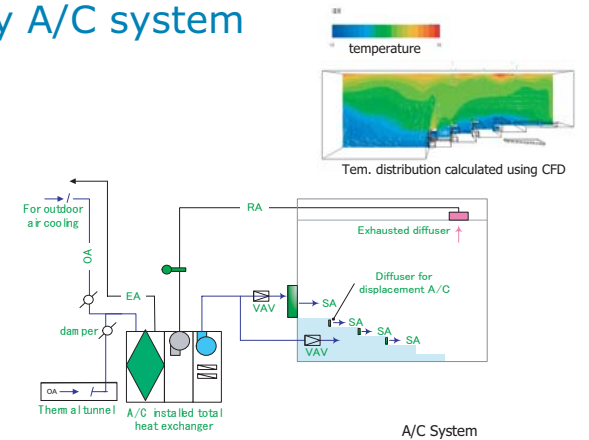 y A/C system
temperature
Tem. distribution calculated using CFD
For outdoor
air cooling
OA
RA
EA
damper
OA
Thermal tunnel
A/C installed total
heat exchanger
VAV
SA
VAV
Exhausted diffuser
Diffuser for
displacement A/C
SA
SA
SA
A/C System